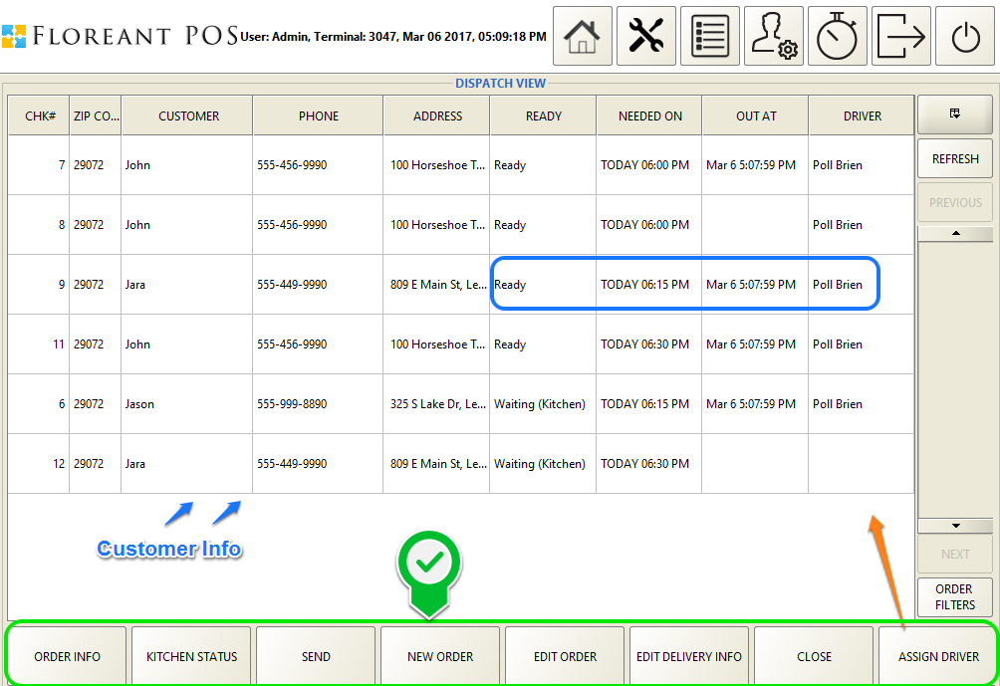 FLOREANT POS User: Admin, Terminal: 3047, Mar 06 2017, 05:09:18 PM
DISPATCH VIEW
CHK# ZIP CO... CUSTOMER PHONE ADDRESS READY NEEDED ON OUT AT DRIVER
7 29072 John 555-456-9990 100 Horseshoe T... Ready TODAY 06:00 PM Mar 6 5:07:59 PM Poll Brien
REFRESH
PREVIOUS
8 29072 John 555-456-9990 100 Horseshoe T... Ready TODAY 06:00 PM Poll Brien
9 29072 Jara 555-449-9990 809 E Main St, Le... Ready TODAY 06:15 PM Mar 6 5:07:59 PM Poll Brien
11 29072 John 555-456-9990 100 Horseshoe T... Ready TODAY 06:30 PM Mar 6 5:07:59 PM Poll Brien
6 29072 Jason 555-999-8890 325 S Lake Dr, Le... Waiting (Kitchen) TODAY 06:15 PM Mar 6 5:07:59 PM Poll Brien
12 29072 Jara 555-449-9990 809 E Main St, Le... Waiting (Kitchen) TODAY 06:30 PM
Customer Info
NEXT
ORDER
FILTERS
ORDER INFO KITCHEN STATUS SEND NEW ORDER EDIT ORDER EDIT DELIVERY INFO CLOSE ASSIGN DRIVER